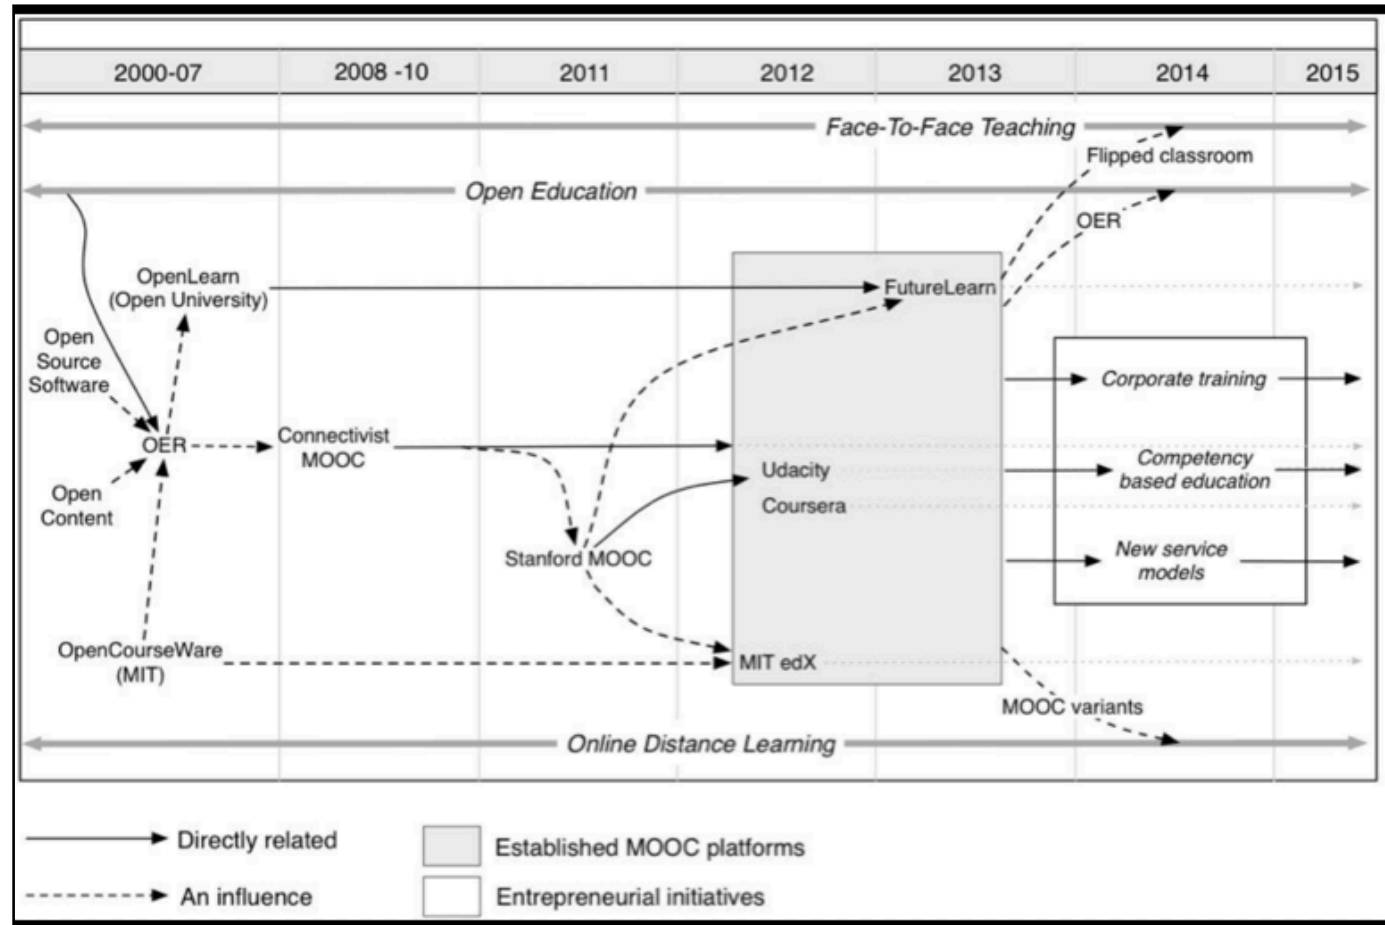 2000-07
2008 -10
2011
2012
2013
2014
2015
Face-To-Face Teaching
Flipped classroom
Open Education
OER
OpenLearn
(Open University)
FutureLearn
Open
Source
Software
Corporate training
OER
Connectivist
MOOC
Udacity
Coursera
Competency
based education
Open
Content
Stanford MOOC
New service
models
OpenCourseWare
(MIT)
MIT edX
MOOC variants
Online Distance Learning
Directly related
Established MOOC platforms
An influence
Entrepreneurial initiatives